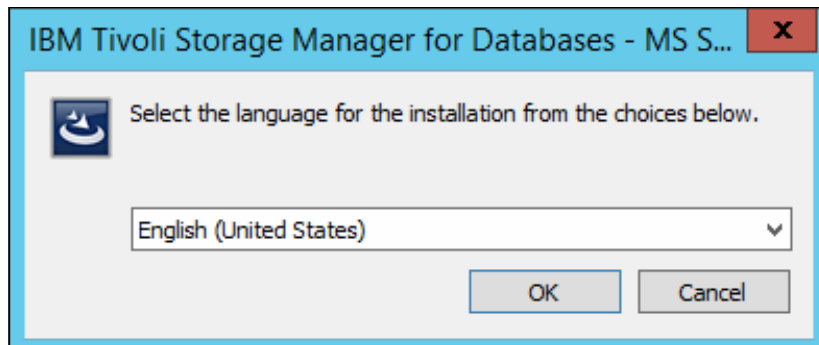 IBM Tivoli Storage Manager for Databases - MS S...
x
Select the language for the installation from the choices below.
English (United States)
OK
Cancel